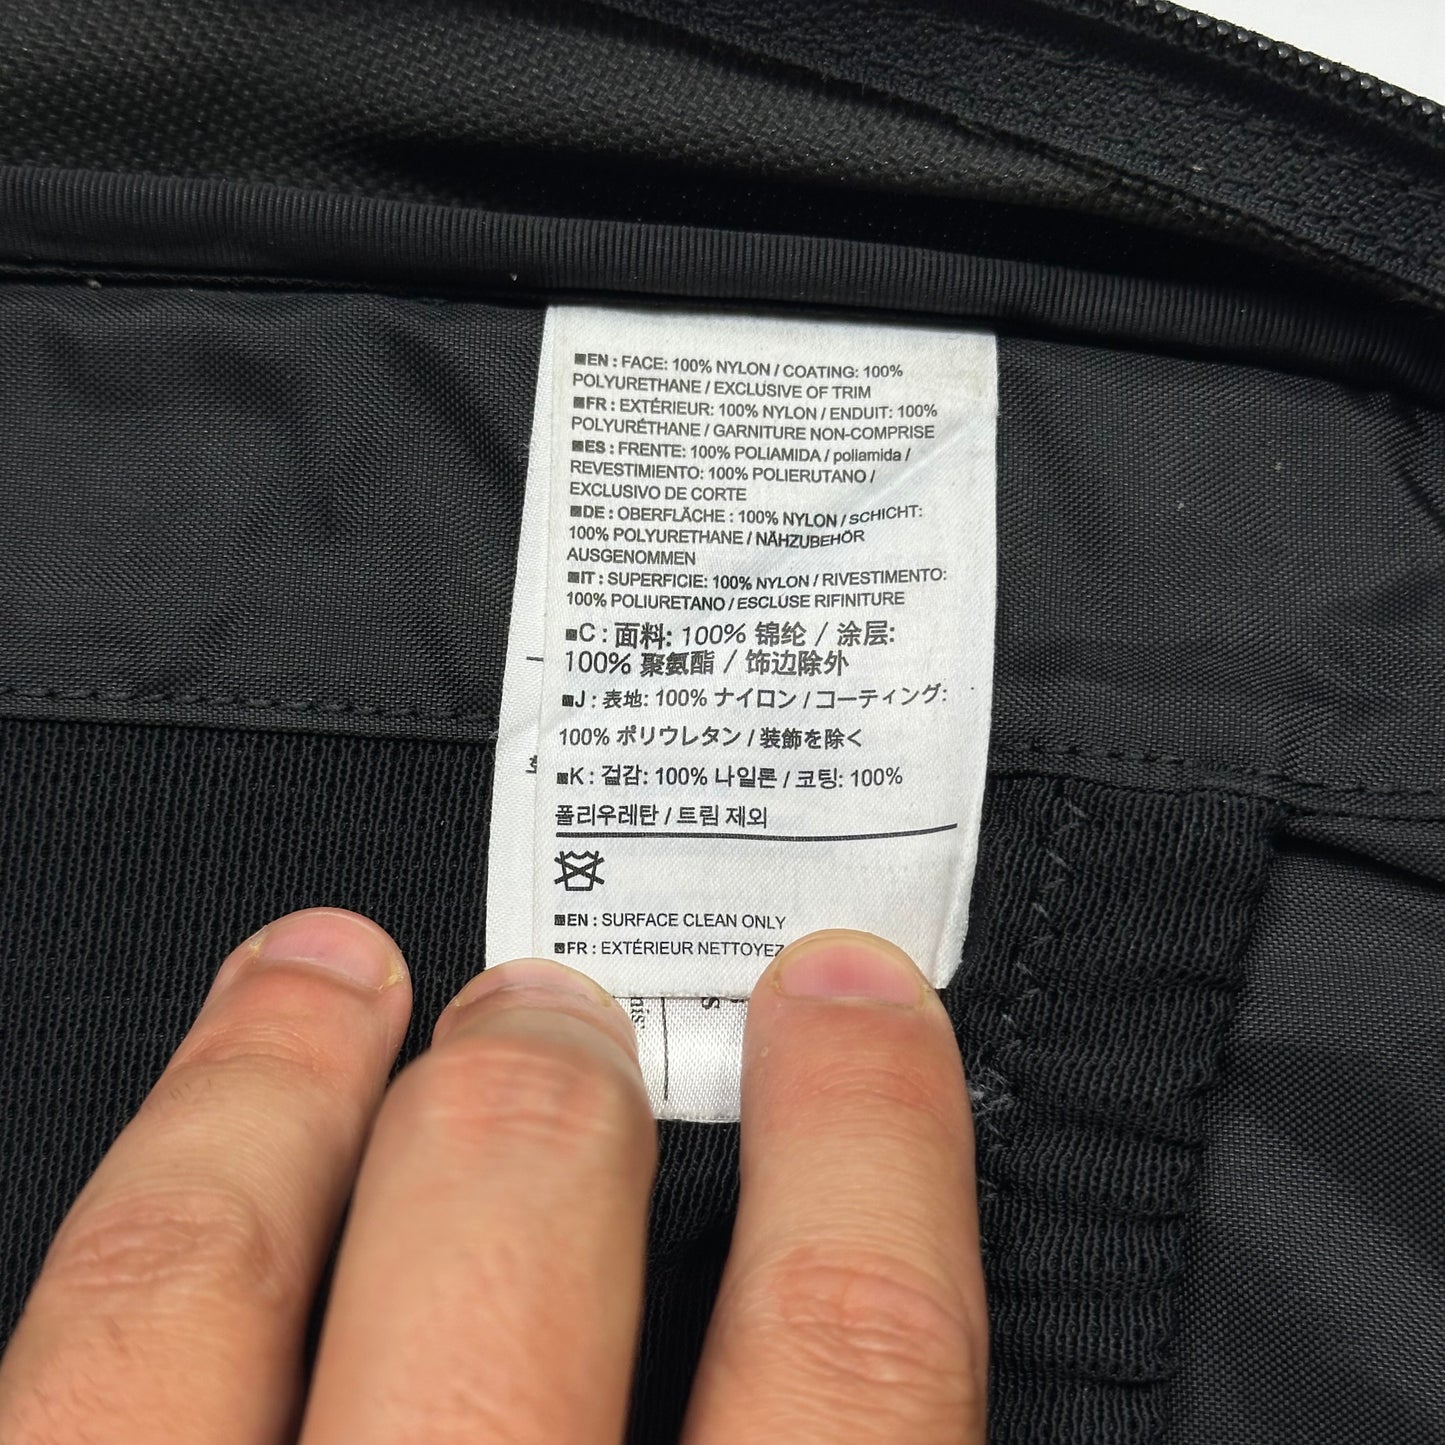 EN : FACE: 100% NYLON / COATING: 100%
POLYURETHANE / EXCLUSIVE OF TRIM
FR : EXTÉRIEUR: 100% NYLON / ENDUIT: 100%
POLYURÉTHANE / GARNITURE NON-COMPRISE
ES : FRENTE: 100% POLIAMIDA / poliamida /
REVESTIMIENTO: 100% POLIERUTANO /
EXCLUSIVO DE CORTE
DE : OBERFLÄCHE : 100% NYLON / SCHICHT:
100% POLYURETHANE / NÄHZUBEHÖR
AUSGENOMMEN
IT : SUPERFICIE: 100% NYLON / RIVESTIMENTO:
100% POLIURETANO / ESCLUSE RIFINITURE
C : 面料: 100% 锦纶 / 涂层:
100% 聚氨酯 / 饰边除外
J : 表地: 100% ナイロン / コーティング:
100% ポリウレタン / 装飾を除く
K : 겉감: 100% 나일론 / 코팅: 100%
폴리우레탄 / 트림 제외
EN : SURFACE CLEAN ONLY
FR : EXTÉRIEUR NETTOYEZ